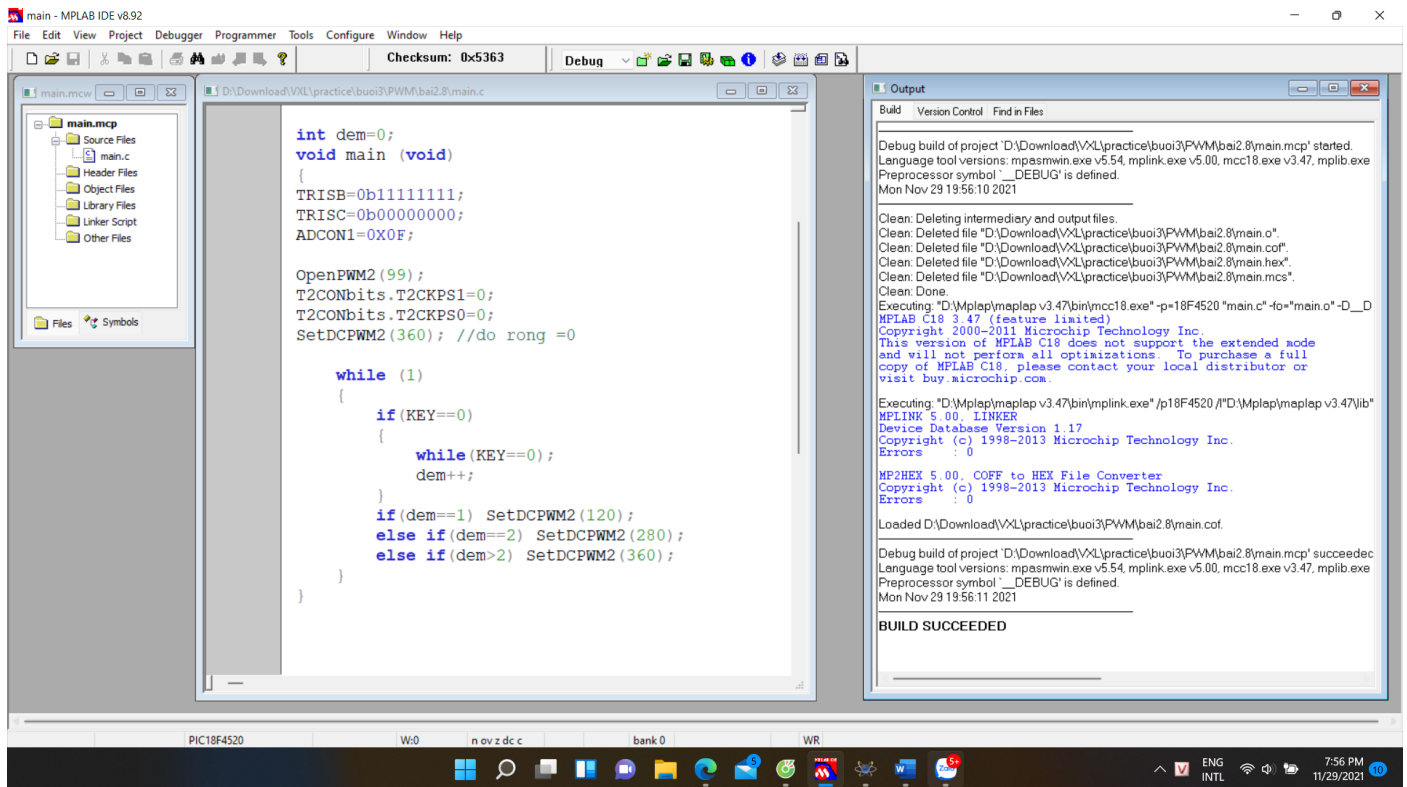 main - MPLAB IDE v8.92
File Edit View Project Debugger Programmer Tools Configure Window Help
Checksum: 0x5363
Debug
main.mcw
main.mcp
Source Files
main.c
Header Files
Object Files
Library Files
Linker Script
Other Files
Files
Symbols
D:\Download\VXL\practice\buoi3\PWM\bai2.8\main.c
int dem=0;
void main (void)
{
TRISB=0b11111111;
TRISC=0b00000000;
ADCON1=0X0F;
OpenPWM2(99);
T2CONbits.T2CKPS1=0;
T2CONbits.T2CKPS0=0;
SetDCPWM2(360); //do rong =0
while (1)
{
if(KEY==0)
{
while(KEY==0);
dem++;
}
if(dem==1) SetDCPWM2(120);
else if(dem==2) SetDCPWM2(280);
else if(dem>2) SetDCPWM2(360);
}
}
Output
Build Version Control Find in Files
Debug build of project `D:\Download\VXL\practice\buoi3\PWM\bai2.8\main.mcp' started.
Language tool versions: mpasmwin.exe v5.54, mplink.exe v5.00, mcc18.exe v3.47, mplib.exe
Preprocessor symbol `__DEBUG' is defined.
Mon Nov 29 19:56:10 2021
Clean: Deleting intermediary and output files.
Clean: Deleted file "D:\Download\VXL\practice\buoi3\PWM\bai2.8\main.o".
Clean: Deleted file "D:\Download\VXL\practice\buoi3\PWM\bai2.8\main.cof".
Clean: Deleted file "D:\Download\VXL\practice\buoi3\PWM\bai2.8\main.hex".
Clean: Deleted file "D:\Download\VXL\practice\buoi3\PWM\bai2.8\main.mcs".
Clean: Done.
Executing: "D:\Mplap\maplap v3.47\bin\mcc18.exe" -p=18F4520 "main.c" -fo="main.o" -D__D
MPLAB C18 3.47 (feature limited)
Copyright 2000-2011 Microchip Technology Inc.
This version of MPLAB C18 does not support the extended mode
and will not perform all optimizations. To purchase a full
copy of MPLAB C18, please contact your local distributor or
visit buy.microchip.com.
Executing: "D:\Mplap\maplap v3.47\bin\mplink.exe" /p18F4520 /l"D:\Mplap\maplap v3.47\lib"
MPLINK 5.00, LINKER
Device Database Version 1.17
Copyright (c) 1998-2013 Microchip Technology Inc.
Errors : 0
MP2HEX 5.00, COFF to HEX File Converter
Copyright (c) 1998-2013 Microchip Technology Inc.
Errors : 0
Loaded D:\Download\VXL\practice\buoi3\PWM\bai2.8\main.cof.
Debug build of project `D:\Download\VXL\practice\buoi3\PWM\bai2.8\main.mcp' succeeded
Language tool versions: mpasmwin.exe v5.54, mplink.exe v5.00, mcc18.exe v3.47, mplib.exe
Preprocessor symbol `__DEBUG' is defined.
Mon Nov 29 19:56:11 2021
BUILD SUCCEEDED
PIC18F4520 W:0 n ov z dc c bank 0 WR
5
Zalo
5+
V
ENG
INTL
7:56 PM
11/29/2021
10